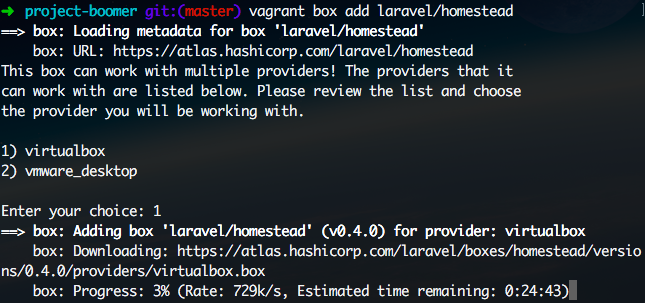 ➜ project-boomer git:(master) vagrant box add laravel/homestead
==> box: Loading metadata for box 'laravel/homestead'
    box: URL: https://atlas.hashicorp.com/laravel/homestead
This box can work with multiple providers! The providers that it
can work with are listed below. Please review the list and choose
the provider you will be working with.

1) virtualbox
2) vmware_desktop

Enter your choice: 1
==> box: Adding box 'laravel/homestead' (v0.4.0) for provider: virtualbox
    box: Downloading: https://atlas.hashicorp.com/laravel/boxes/homestead/versio
ns/0.4.0/providers/virtualbox.box
    box: Progress: 3% (Rate: 729k/s, Estimated time remaining: 0:24:43)